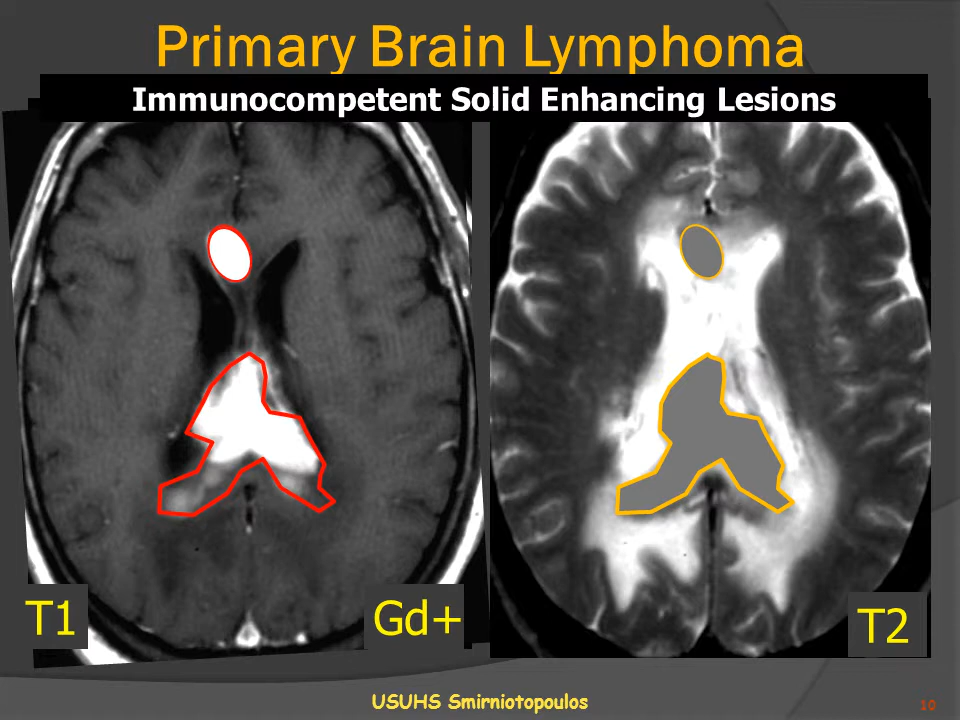 Primary Brain Lymphoma
Immunocompetent Solid Enhancing Lesions
T1
Gd+
T2
USUHS Smirniotopoulos
10